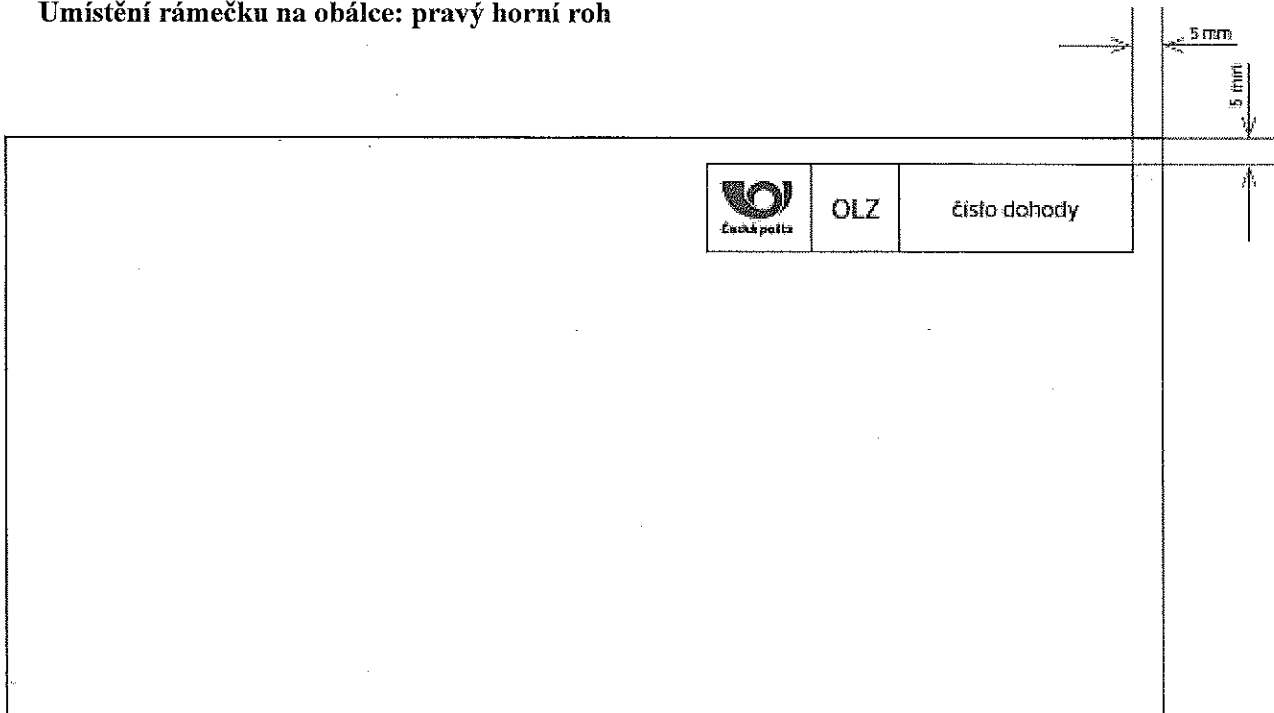 Umístění rámečku na obálce: pravý horní roh
5 mm
5 mm
Česká pošta
OLZ
číslo dohody